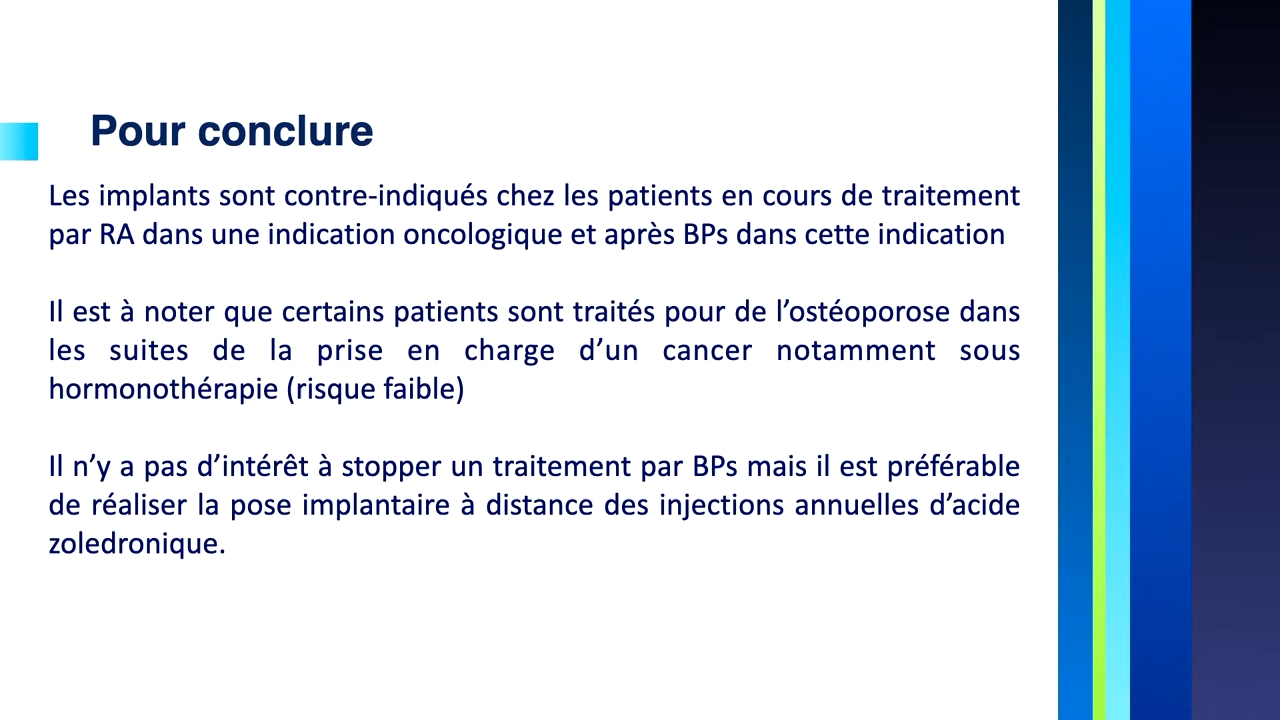 Pour conclure
Les implants sont contre-indiqués chez les patients en cours de traitement
par RA dans une indication oncologique et après BPs dans cette indication
Il est à noter que certains patients sont traités pour de l’ostéoporose dans
les suites de la prise en charge d’un cancer notamment sous
hormonothérapie (risque faible)
Il n’y a pas d’intérêt à stopper un traitement par BPs mais il est préférable
de réaliser la pose implantaire à distance des injections annuelles d’acide
zoledronique.